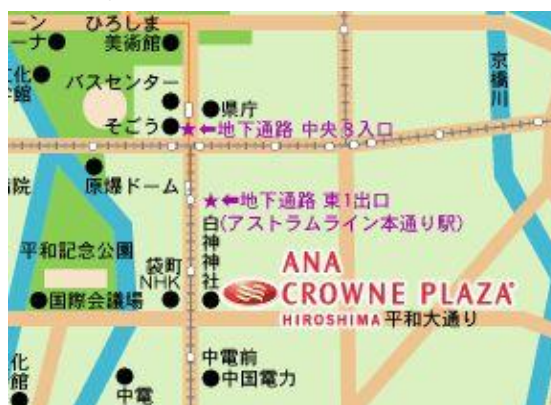 ーン
ーナ
ひろしま
美術館
文化
学館
バスセンター
そごう
県庁
★←地下通路 中央8入口
京橋川
原爆ドーム
病院
★←地下通路 東1出口
(アストラムライン本通り駅)
白神神社
平和記念公園
袋町
NHK
国際会議場
ANA
CROWNE PLAZA
HIROSHIMA
平和大通り
中電前
中国電力
中電
化
館